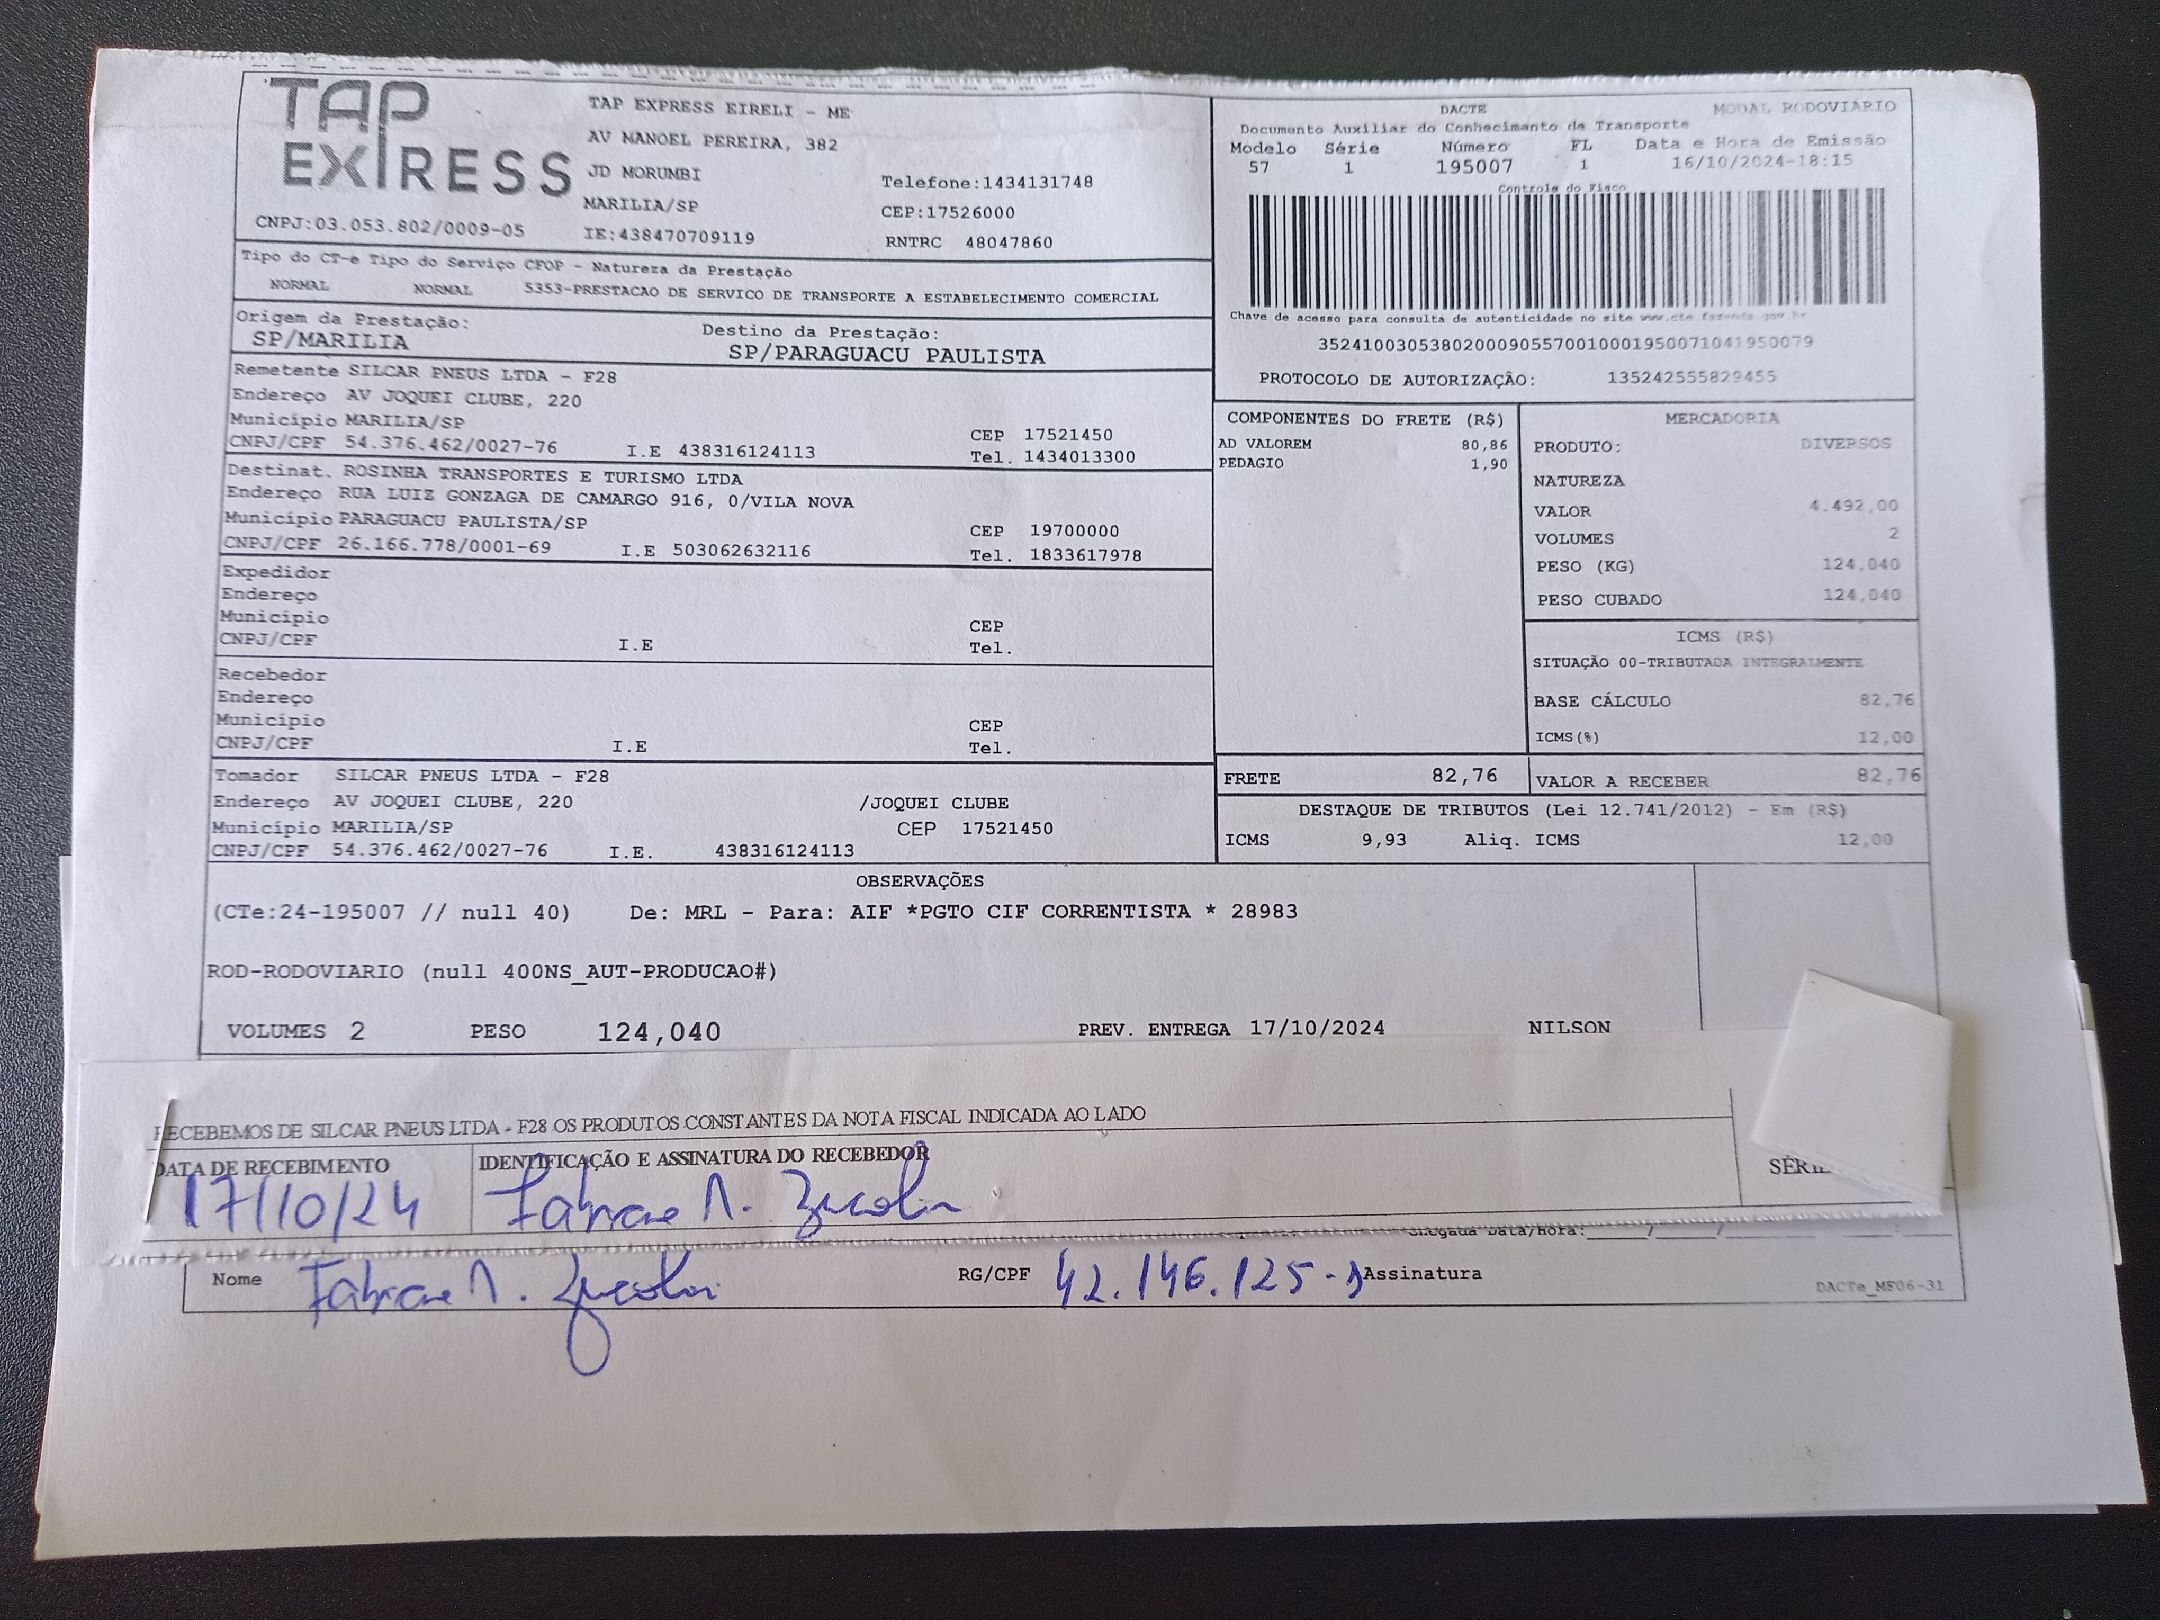 TAP
EXPRESS
TAP EXPRESS EIRELI - ME
AV MANOEL PEREIRA, 382
JD MORUMBI
MARILIA/SP
Telefone:1434131748
CEP:17526000
CNPJ:03.053.802/0009-05
IE:438470709119
RNTRC 48047860
DACTE
MODAL RODOVIARIO
Documento Auxiliar do Conhecimento de Transporte
Modelo Série Número FL Data e Hora de Emissão
57 1 195007 1 16/10/2024-18:15
Controle do Fisco
Chave de acesso para consulta de autenticidade no site www.cte.fazenda.gov.br
PROTOCOLO DE AUTORIZAÇÃO: 135242555829455
Tipo do CT-e Tipo do Serviço CFOP - Natureza da Prestação
NORMAL NORMAL 5353-PRESTACAO DE SERVICO DE TRANSPORTE A ESTABELECIMENTO COMERCIAL
Origem da Prestação: Destino da Prestação:
SP/MARILIA SP/PARAGUACU PAULISTA
Remetente SILCAR PNEUS LTDA - F28
Endereço AV JOQUEI CLUBE, 220
Município MARILIA/SP CEP 17521450
CNPJ/CPF 54.376.462/0027-76 I.E 438316124113 Tel. 1434013300
Destinat. ROSINHA TRANSPORTES E TURISMO LTDA
Endereço RUA LUIZ GONZAGA DE CAMARGO 916, 0/VILA NOVA
Município PARAGUACU PAULISTA/SP CEP 19700000
CNPJ/CPF 26.166.778/0001-69 I.E 503062632116 Tel. 1833617978
Expedidor
Endereço
Município CEP
CNPJ/CPF I.E Tel.
Recebedor
Endereço
Município CEP
CNPJ/CPF I.E Tel.
Tomador SILCAR PNEUS LTDA - F28
Endereço AV JOQUEI CLUBE, 220 /JOQUEI CLUBE
Município MARILIA/SP CEP 17521450
CNPJ/CPF 54.376.462/0027-76 I.E. 438316124113
COMPONENTES DO FRETE (R$)
AD VALOREM 80,86
PEDAGIO 1,90
MERCADORIA
PRODUTO: DIVERSOS
NATUREZA
VALOR 4.492,00
VOLUMES 2
PESO (KG) 124,040
PESO CUBADO 124,040
ICMS (R$)
SITUAÇÃO 00-TRIBUTADA INTEGRALMENTE
BASE CÁLCULO 82,76
ICMS(%) 12,00
FRETE 82,76 VALOR A RECEBER 82,76
DESTAQUE DE TRIBUTOS (Lei 12.741/2012) - Em (R$)
ICMS 9,93 Aliq. ICMS 12,00
OBSERVAÇÕES
(CTe:24-195007 // null 40) De: MRL - Para: AIF *PGTO CIF CORRENTISTA * 28983
ROD-RODOVIARIO (null 400NS_AUT-PRODUCAO#)
VOLUMES 2 PESO 124,040 PREV. ENTREGA 17/10/2024 NILSON
RECEBEMOS DE SILCAR PNEUS LTDA - F28 OS PRODUTOS CONSTANTES DA NOTA FISCAL INDICADA AO LADO
DATA DE RECEBIMENTO IDENTIFICAÇÃO E ASSINATURA DO RECEBEDOR
17/10/24
Data/hora:
Nome RG/CPF 42.146.125- Assinatura
DACTe_MF06-31